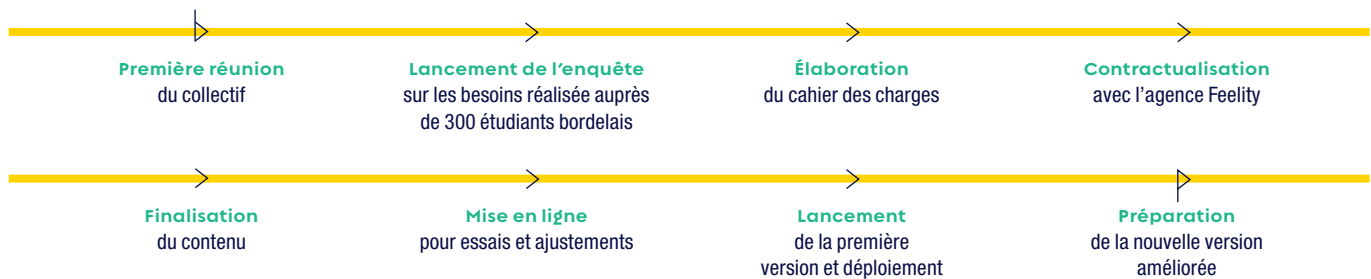 Première réunion
du collectif
Lancement de l'enquête
sur les besoins réalisée auprès
de 300 étudiants bordelais
Élaboration
du cahier des charges
Contractualisation
avec l'agence Feelity
Finalisation
du contenu
Mise en ligne
pour essais et ajustements
Lancement
de la première
version et déploiement
Préparation
de la nouvelle version
améliorée